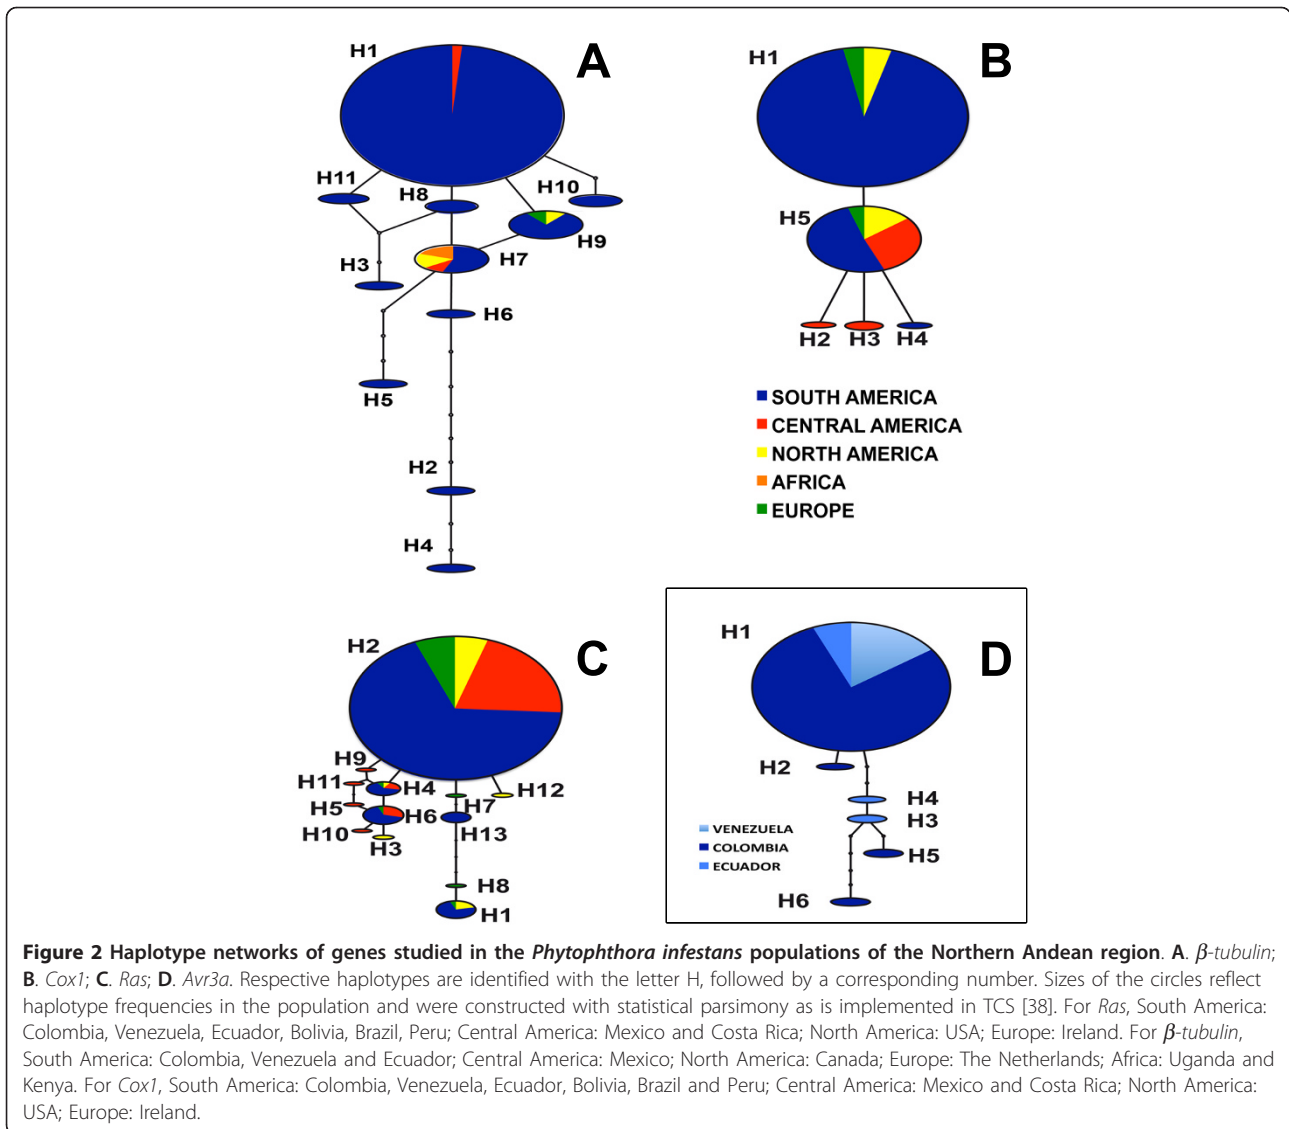 H1
A
H11
H8
H10
H9
H3
H7
H6
H5
H2
H4
B
H1
H5
H2
H3
H4
SOUTH AMERICA
CENTRAL AMERICA
NORTH AMERICA
AFRICA
EUROPE
H2
C
H9
H11
H4
H12
H5
H7
H6
H10
H13
H3
H8
H1
H1
D
H2
H4
H3
VENEZUELA
COLOMBIA
H5
ECUADOR
H6
Figure 2 Haplotype networks of genes studied in the Phytophthora infestans populations of the Northern Andean region. A. β-tubulin;
B. Cox1; C. Ras; D. Avr3a. Respective haplotypes are identified with the letter H, followed by a corresponding number. Sizes of the circles reflect
haplotype frequencies in the population and were constructed with statistical parsimony as is implemented in TCS [38]. For Ras, South America:
Colombia, Venezuela, Ecuador, Bolivia, Brazil, Peru; Central America: Mexico and Costa Rica; North America: USA; Europe: Ireland. For β-tubulin,
South America: Colombia, Venezuela and Ecuador; Central America: Mexico; North America: Canada; Europe: The Netherlands; Africa: Uganda and
Kenya. For Cox1, South America: Colombia, Venezuela, Ecuador, Bolivia, Brazil and Peru; Central America: Mexico and Costa Rica; North America:
USA; Europe: Ireland.